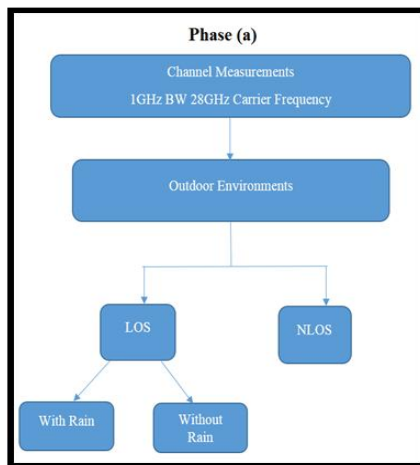 Phase (a)
Channel Measurements
1GHz BW 28GHz Carrier Frequency
Outdoor Environments
LOS
NLOS
With Rain
Without
Rain